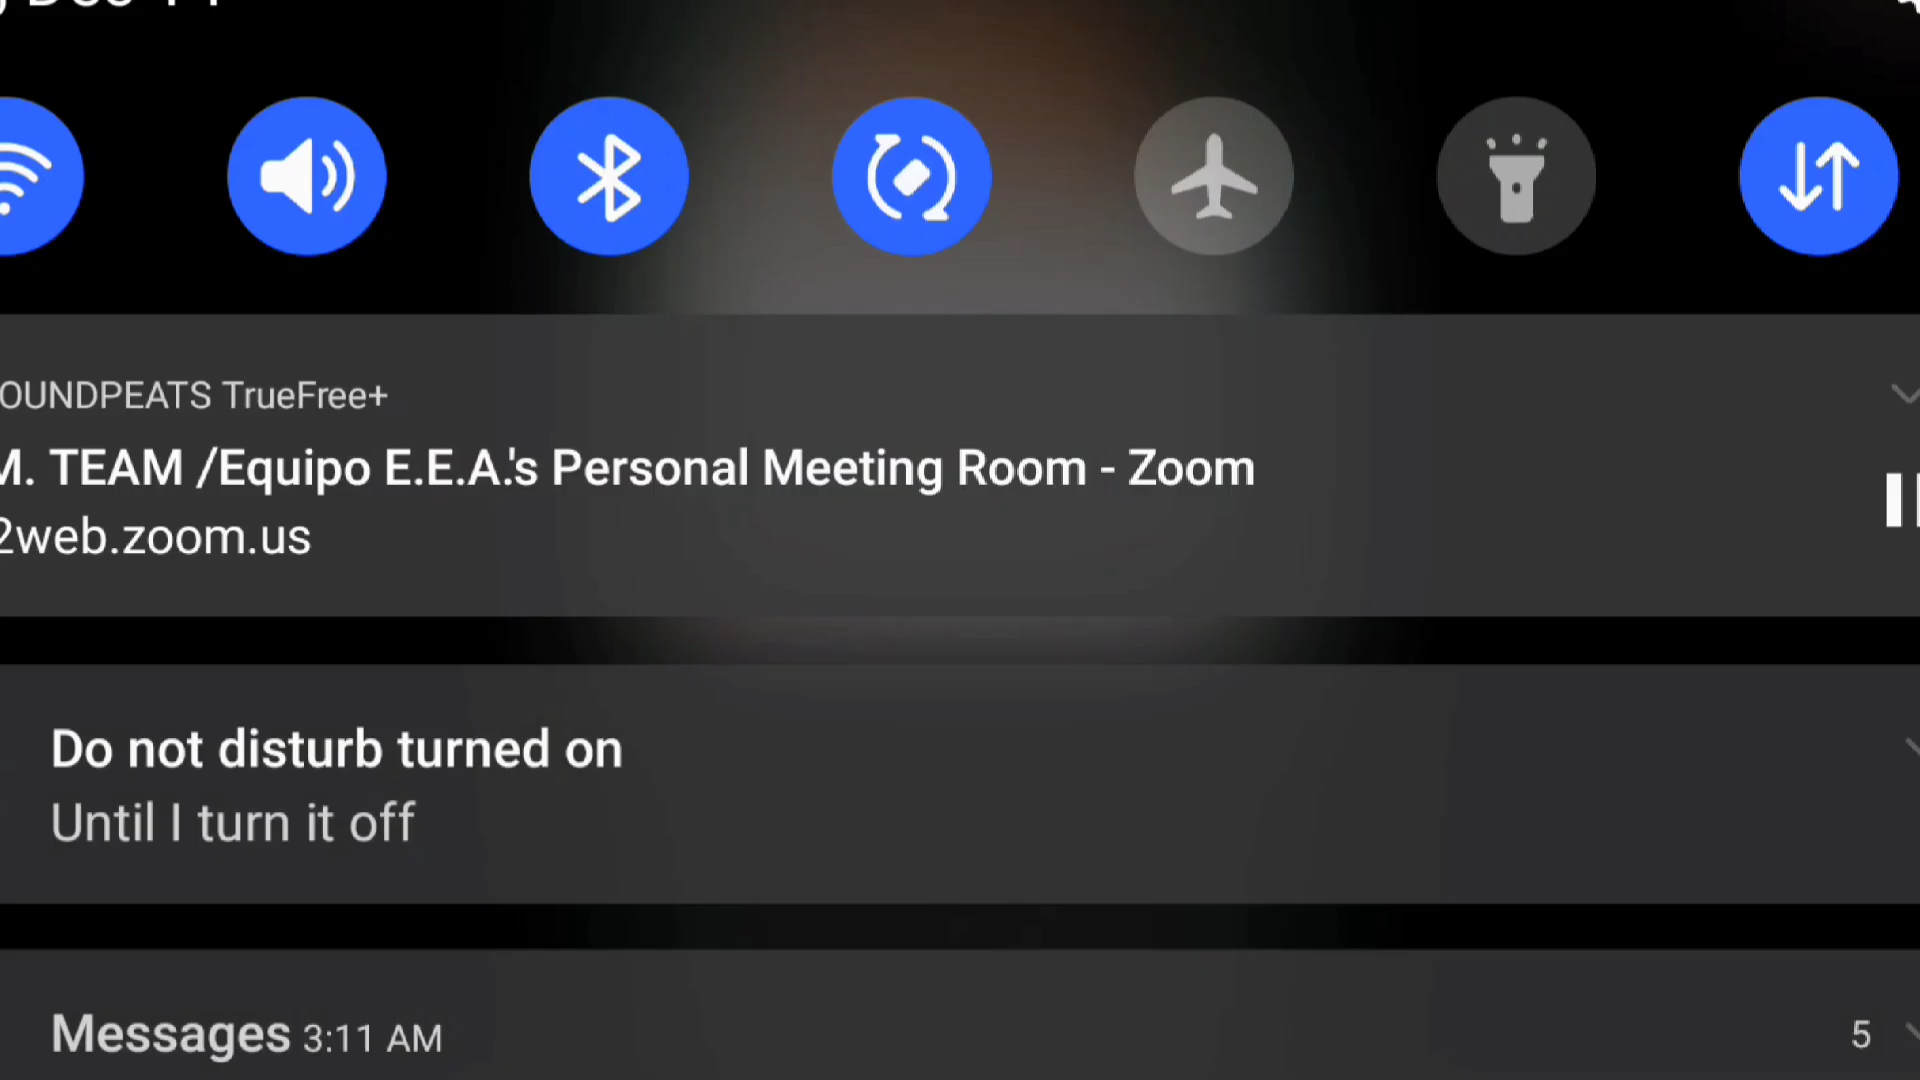 OUNDPEATS TrueFree+
M. TEAM /Equipo E.E.A.'s Personal Meeting Room - Zoom
2web.zoom.us
Do not disturb turned on
Until I turn it off
Messages 3:11 AM
5